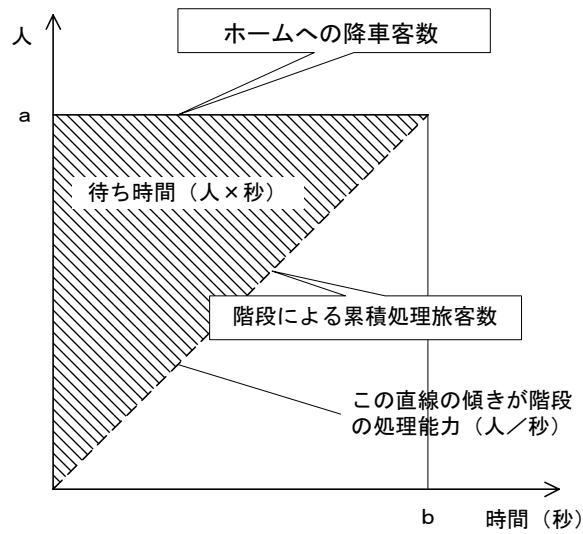 人
ホームへの降車客数
a
待ち時間（人×秒）
階段による累積処理旅客数
この直線の傾きが階段
の処理能力（人／秒）
b
時間（秒）